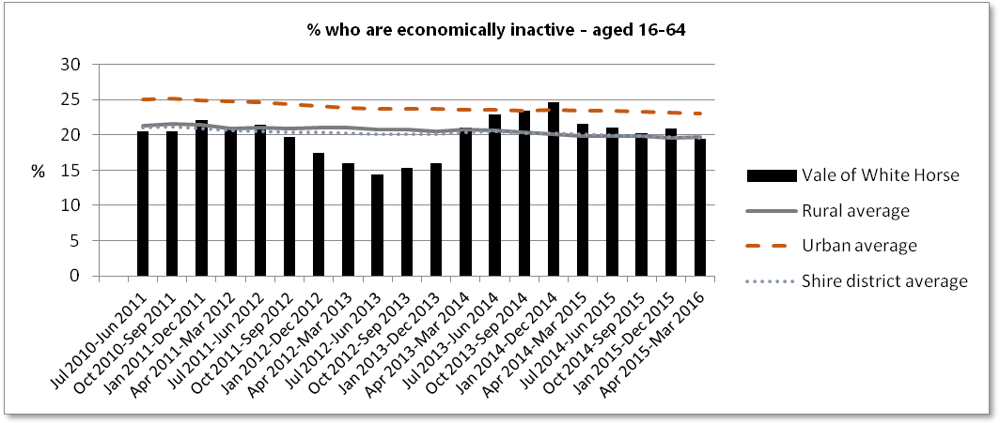 % who are economically inactive - aged 16-64
30
25
20
15
10
5
0
%
Jul 2010-Jun 2011
Oct 2010-Sep 2011
Jan 2011-Dec 2011
Apr 2011-Mar 2012
Jul 2011-Jun 2012
Oct 2011-Sep 2012
Jan 2012-Dec 2012
Apr 2012-Mar 2013
Jul 2012-Jun 2013
Oct 2012-Sep 2013
Jan 2013-Dec 2013
Apr 2013-Mar 2014
Jul 2013-Jun 2014
Oct 2013-Sep 2014
Jan 2014-Dec 2014
Apr 2014-Mar 2015
Jul 2014-Jun 2015
Oct 2014-Sep 2015
Jan 2015-Dec 2015
Apr 2015-Mar 2016
Vale of White Horse
Rural average
Urban average
Shire district average